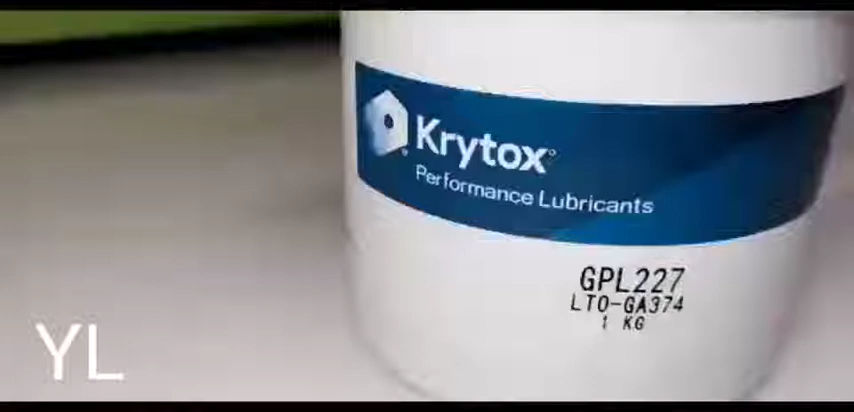 Krytox®
Performance Lubricants
GPL227
LTO-GA374
1 KG
YL